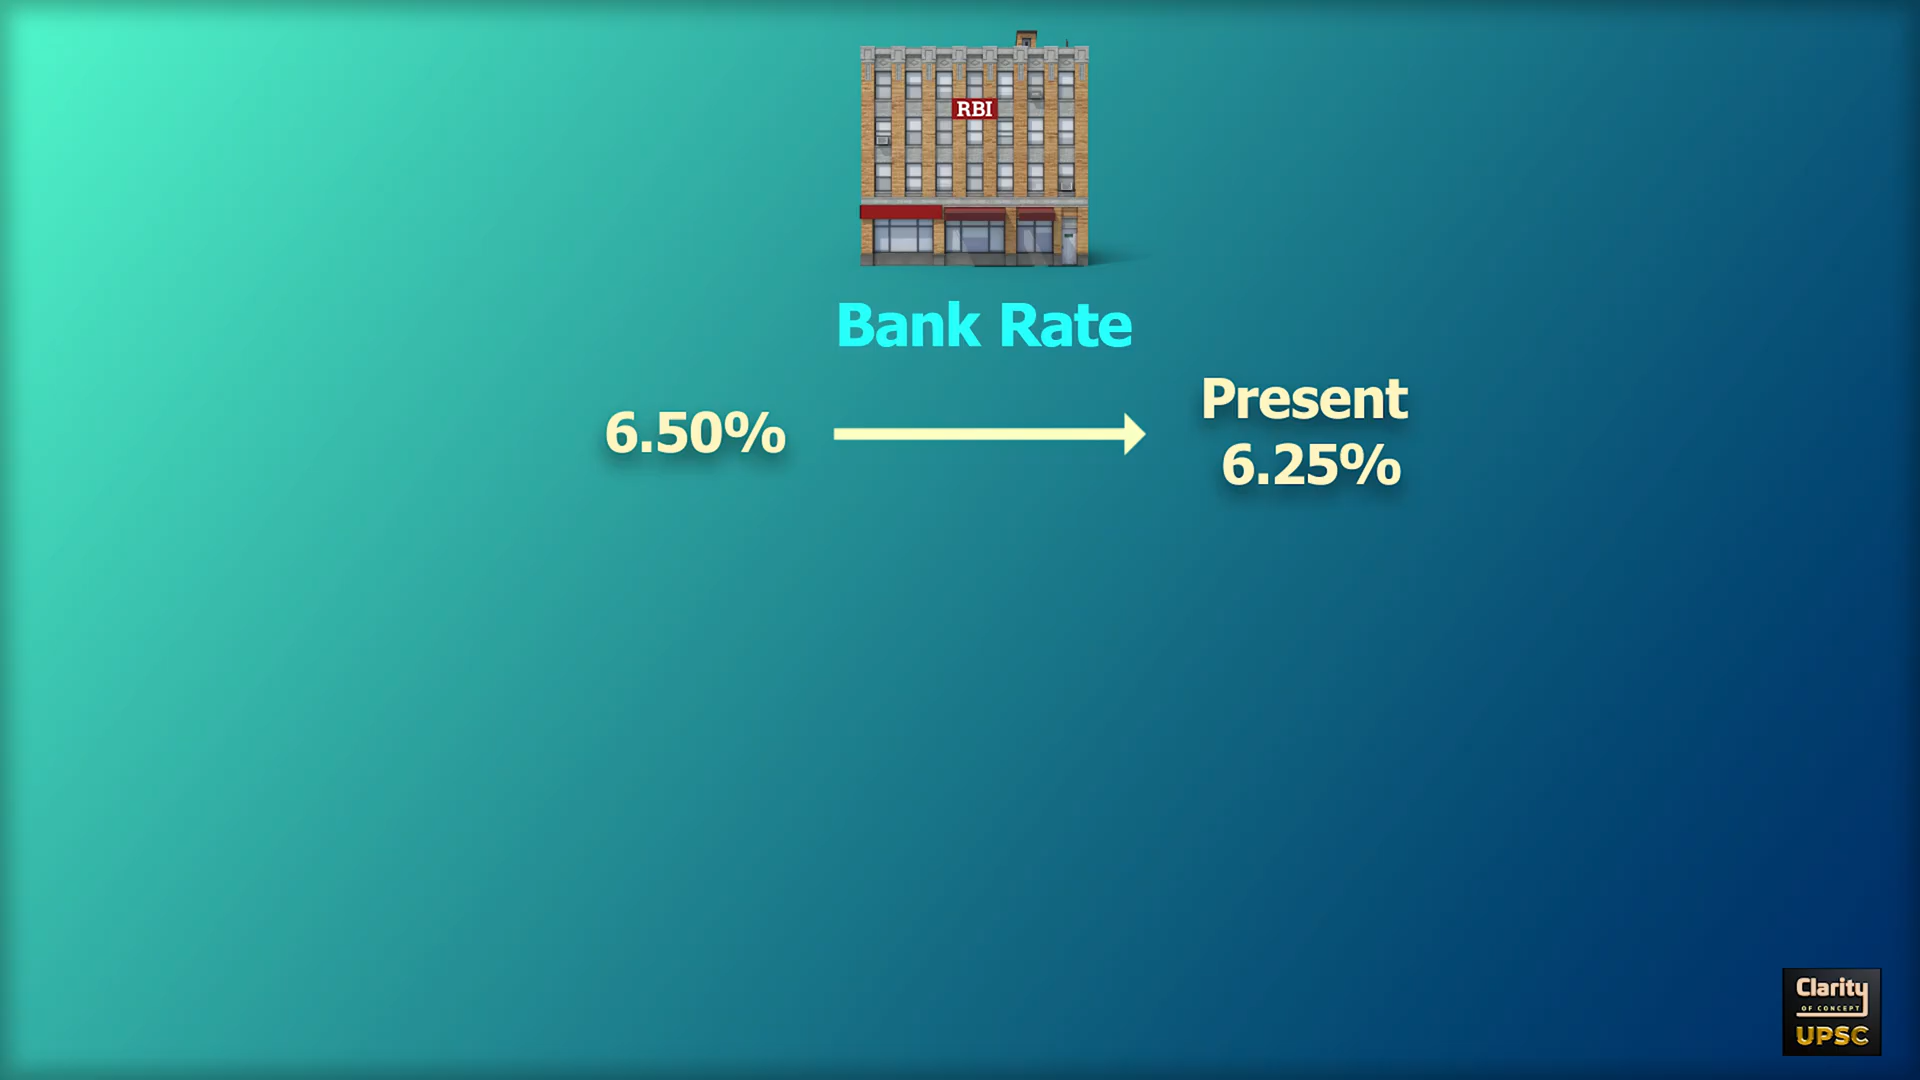 RBI
Bank Rate
6.50%
Present
6.25%
Clarity
OF CONCEPT
UPSC